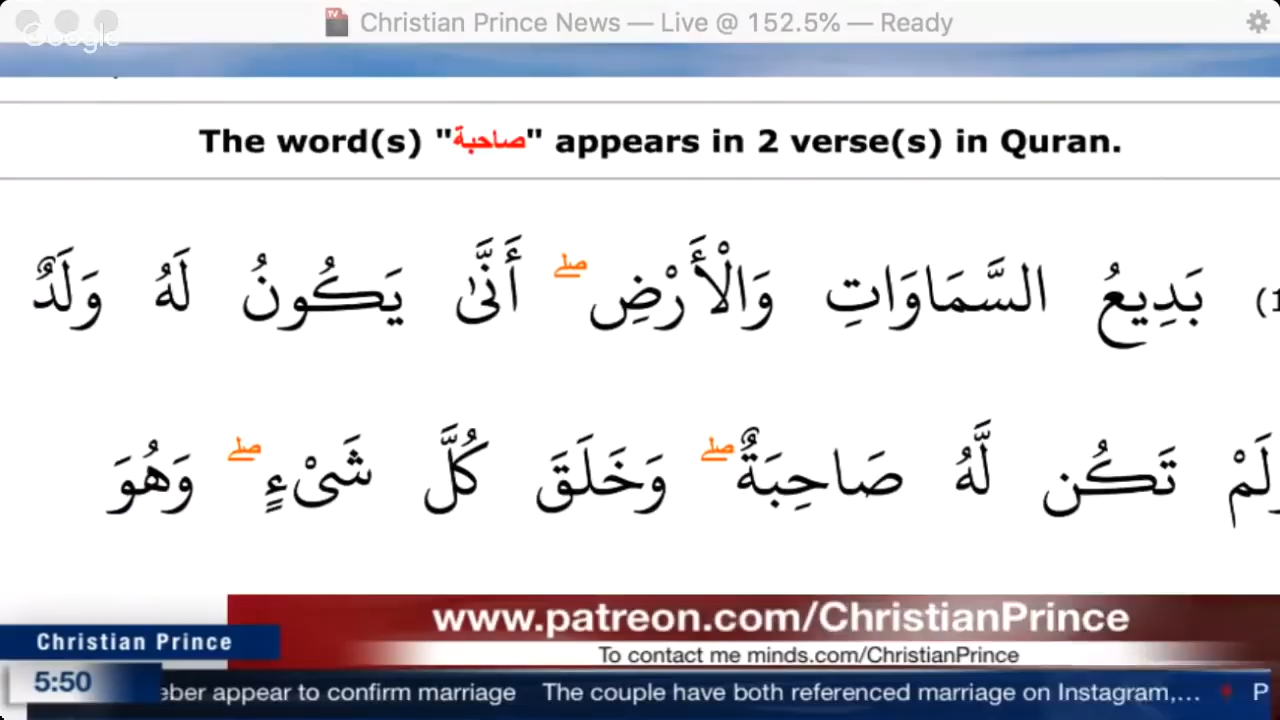 Christian Prince News — Live @ 152.5% — Ready
Google
The word(s) "صاحبة" appears in 2 verse(s) in Quran.
بَدِيعُ السَّمَاوَاتِ وَالْأَرْضِ ۖ أَنَّىٰ يَكُونُ لَهُ وَلَدٌ
تَكُن لَّهُ صَاحِبَةٌ ۖ وَخَلَقَ كُلَّ شَىْءٍ ۖ وَهُوَ
www.patreon.com/ChristianPrince
To contact me minds.com/ChristianPrince
Christian Prince
5:50
eber appear to confirm marriage The couple have both referenced marriage on Instagram,... P